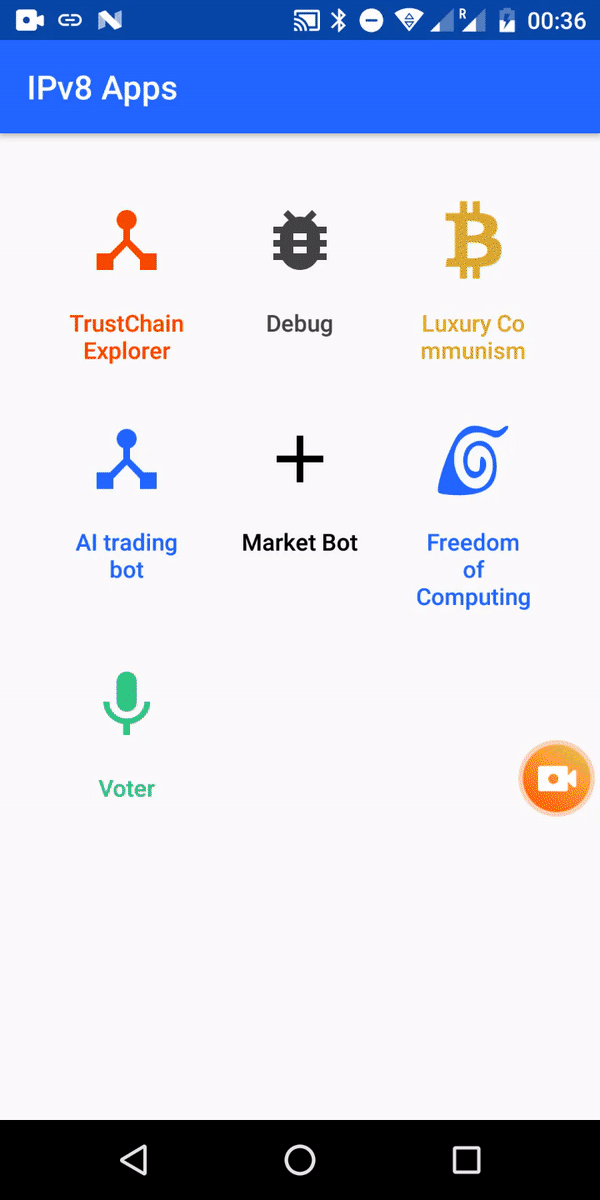 R
00:36
IPv8 Apps
TrustChain
Explorer
Debug
Luxury Co
mmunism
AI trading
bot
Market Bot
Freedom
of
Computing
Voter